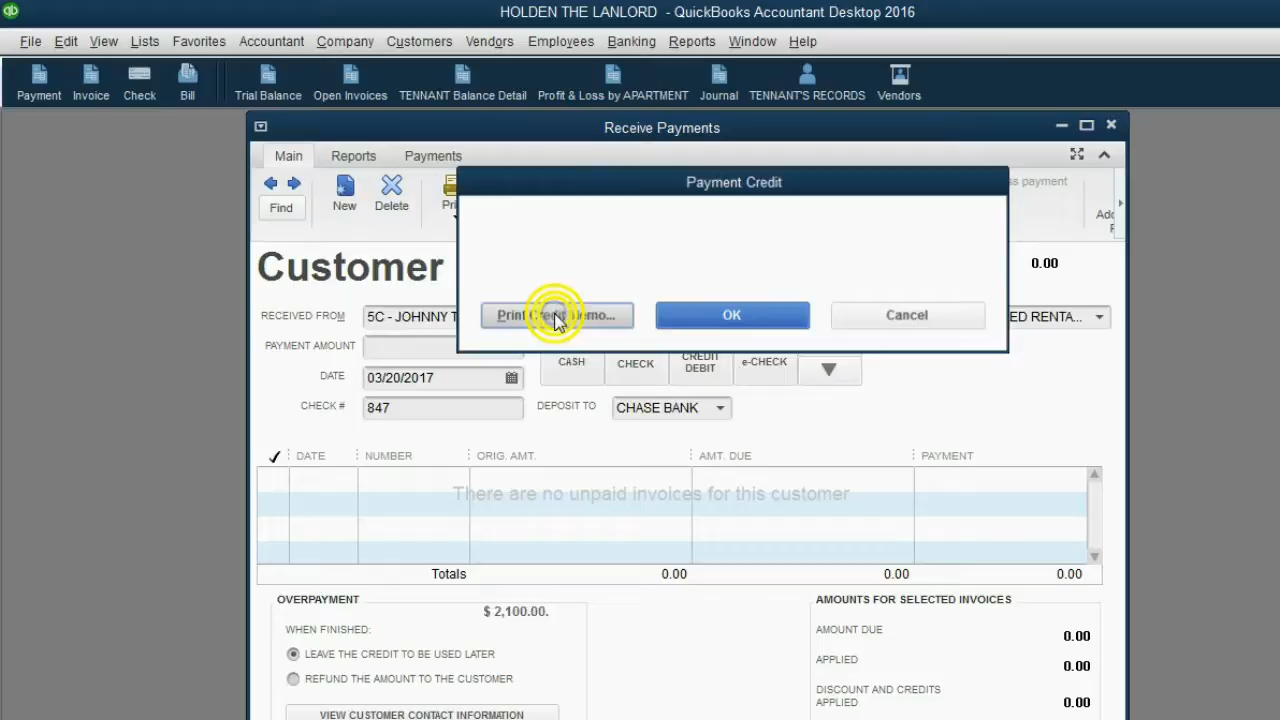 HOLDEN THE LANLORD - QuickBooks Accountant Desktop 2016
File Edit View Lists Favorites Accountant Company Customers Vendors Employees Banking Reports Window Help
Payment Invoice Check Bill Trial Balance Open Invoices TENNANT Balance Detail Profit & Loss by APARTMENT Journal TENNANT'S RECORDS Vendors
Receive Payments
Main Reports Payments
Payment Credit
New Delete
Find
Customer
0.00
Print OK Cancel
RECEIVED FROM 5C - JOHNNY
PAYMENT AMOUNT
CASH CHECK CREDIT DEBIT e-CHECK
DATE 03/20/2017
CHECK # 847 DEPOSIT TO CHASE BANK
DATE NUMBER ORIG. AMT. AMT. DUE PAYMENT
There are no unpaid invoices for this customer
Totals 0.00 0.00 0.00
OVERPAYMENT
$ 2,100.00.
WHEN FINISHED:
LEAVE THE CREDIT TO BE USED LATER
REFUND THE AMOUNT TO THE CUSTOMER
VIEW CUSTOMER CONTACT INFORMATION
AMOUNTS FOR SELECTED INVOICES
AMOUNT DUE 0.00
APPLIED 0.00
DISCOUNT AND CREDITS
APPLIED 0.00